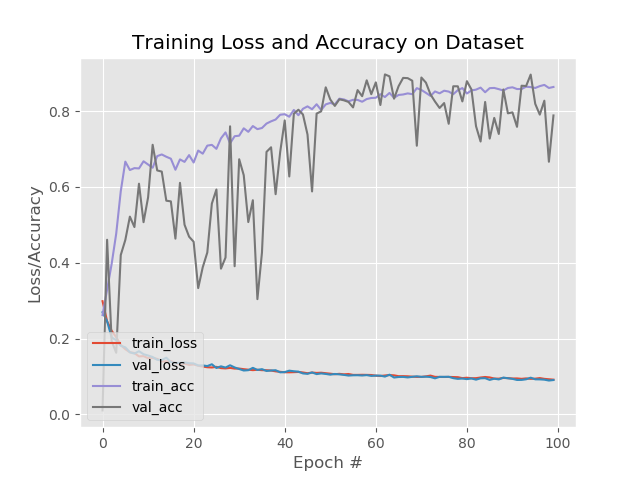 Training Loss and Accuracy on Dataset
Loss/Accuracy
0.8
0.6
0.4
0.2
0.0
train_loss
val_loss
train_acc
val_acc
0 20 40 60 80 100
Epoch #